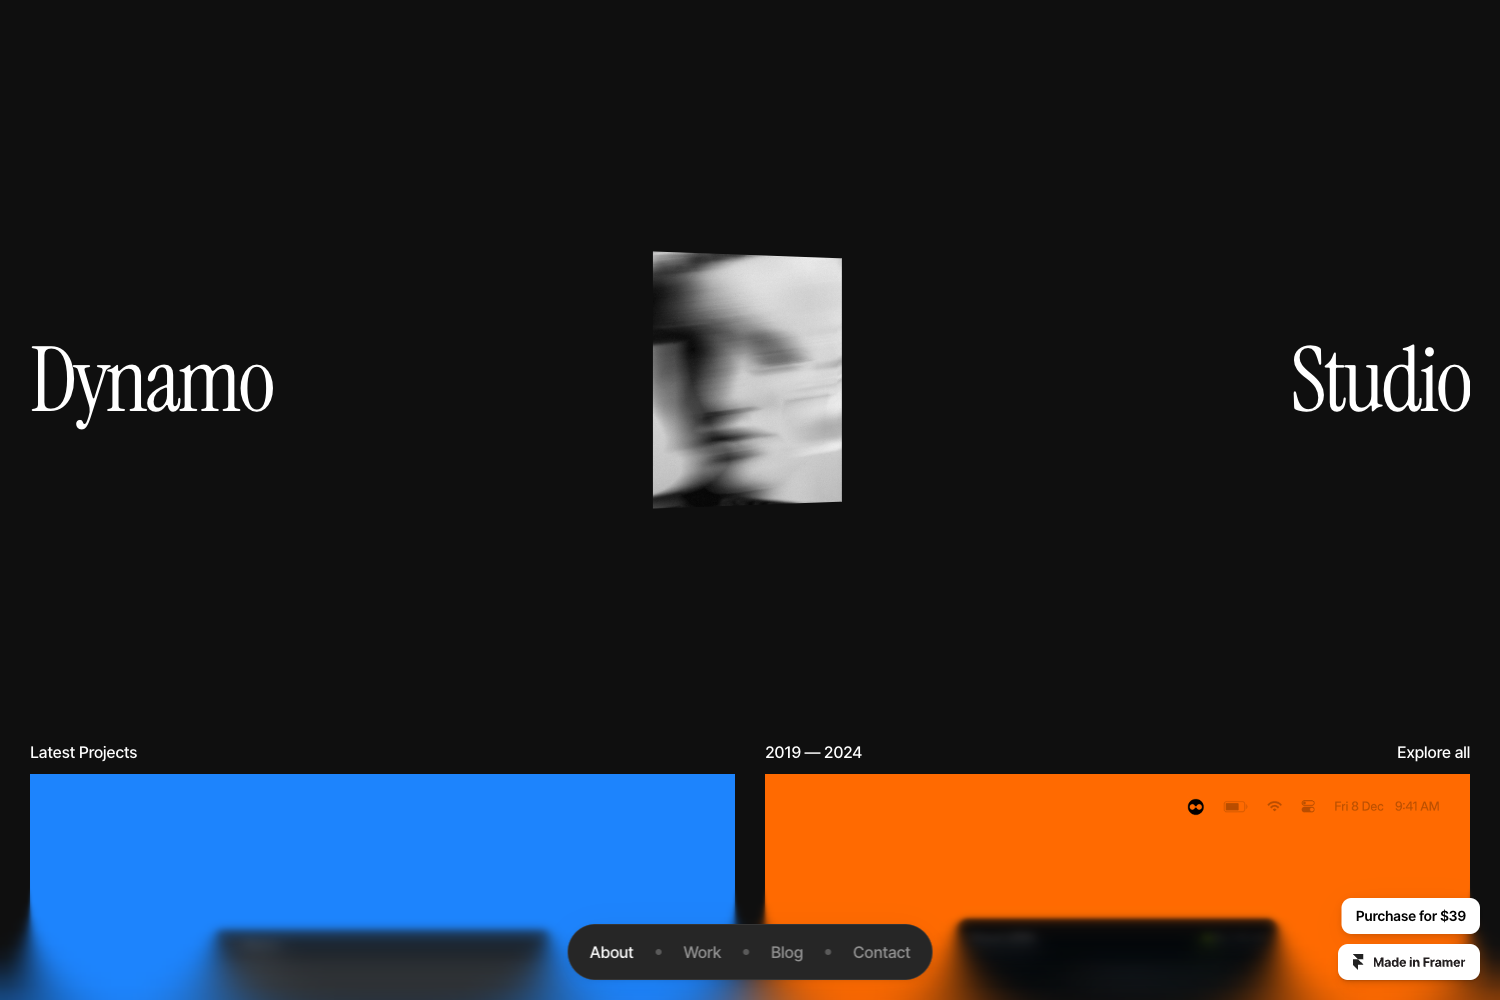 Dynamo
Studio
Latest Projects
2019 — 2024
Explore all
Fri 8 Dec 9:41 AM
Purchase for $39
About • Work • Blog • Contact
Made in Framer